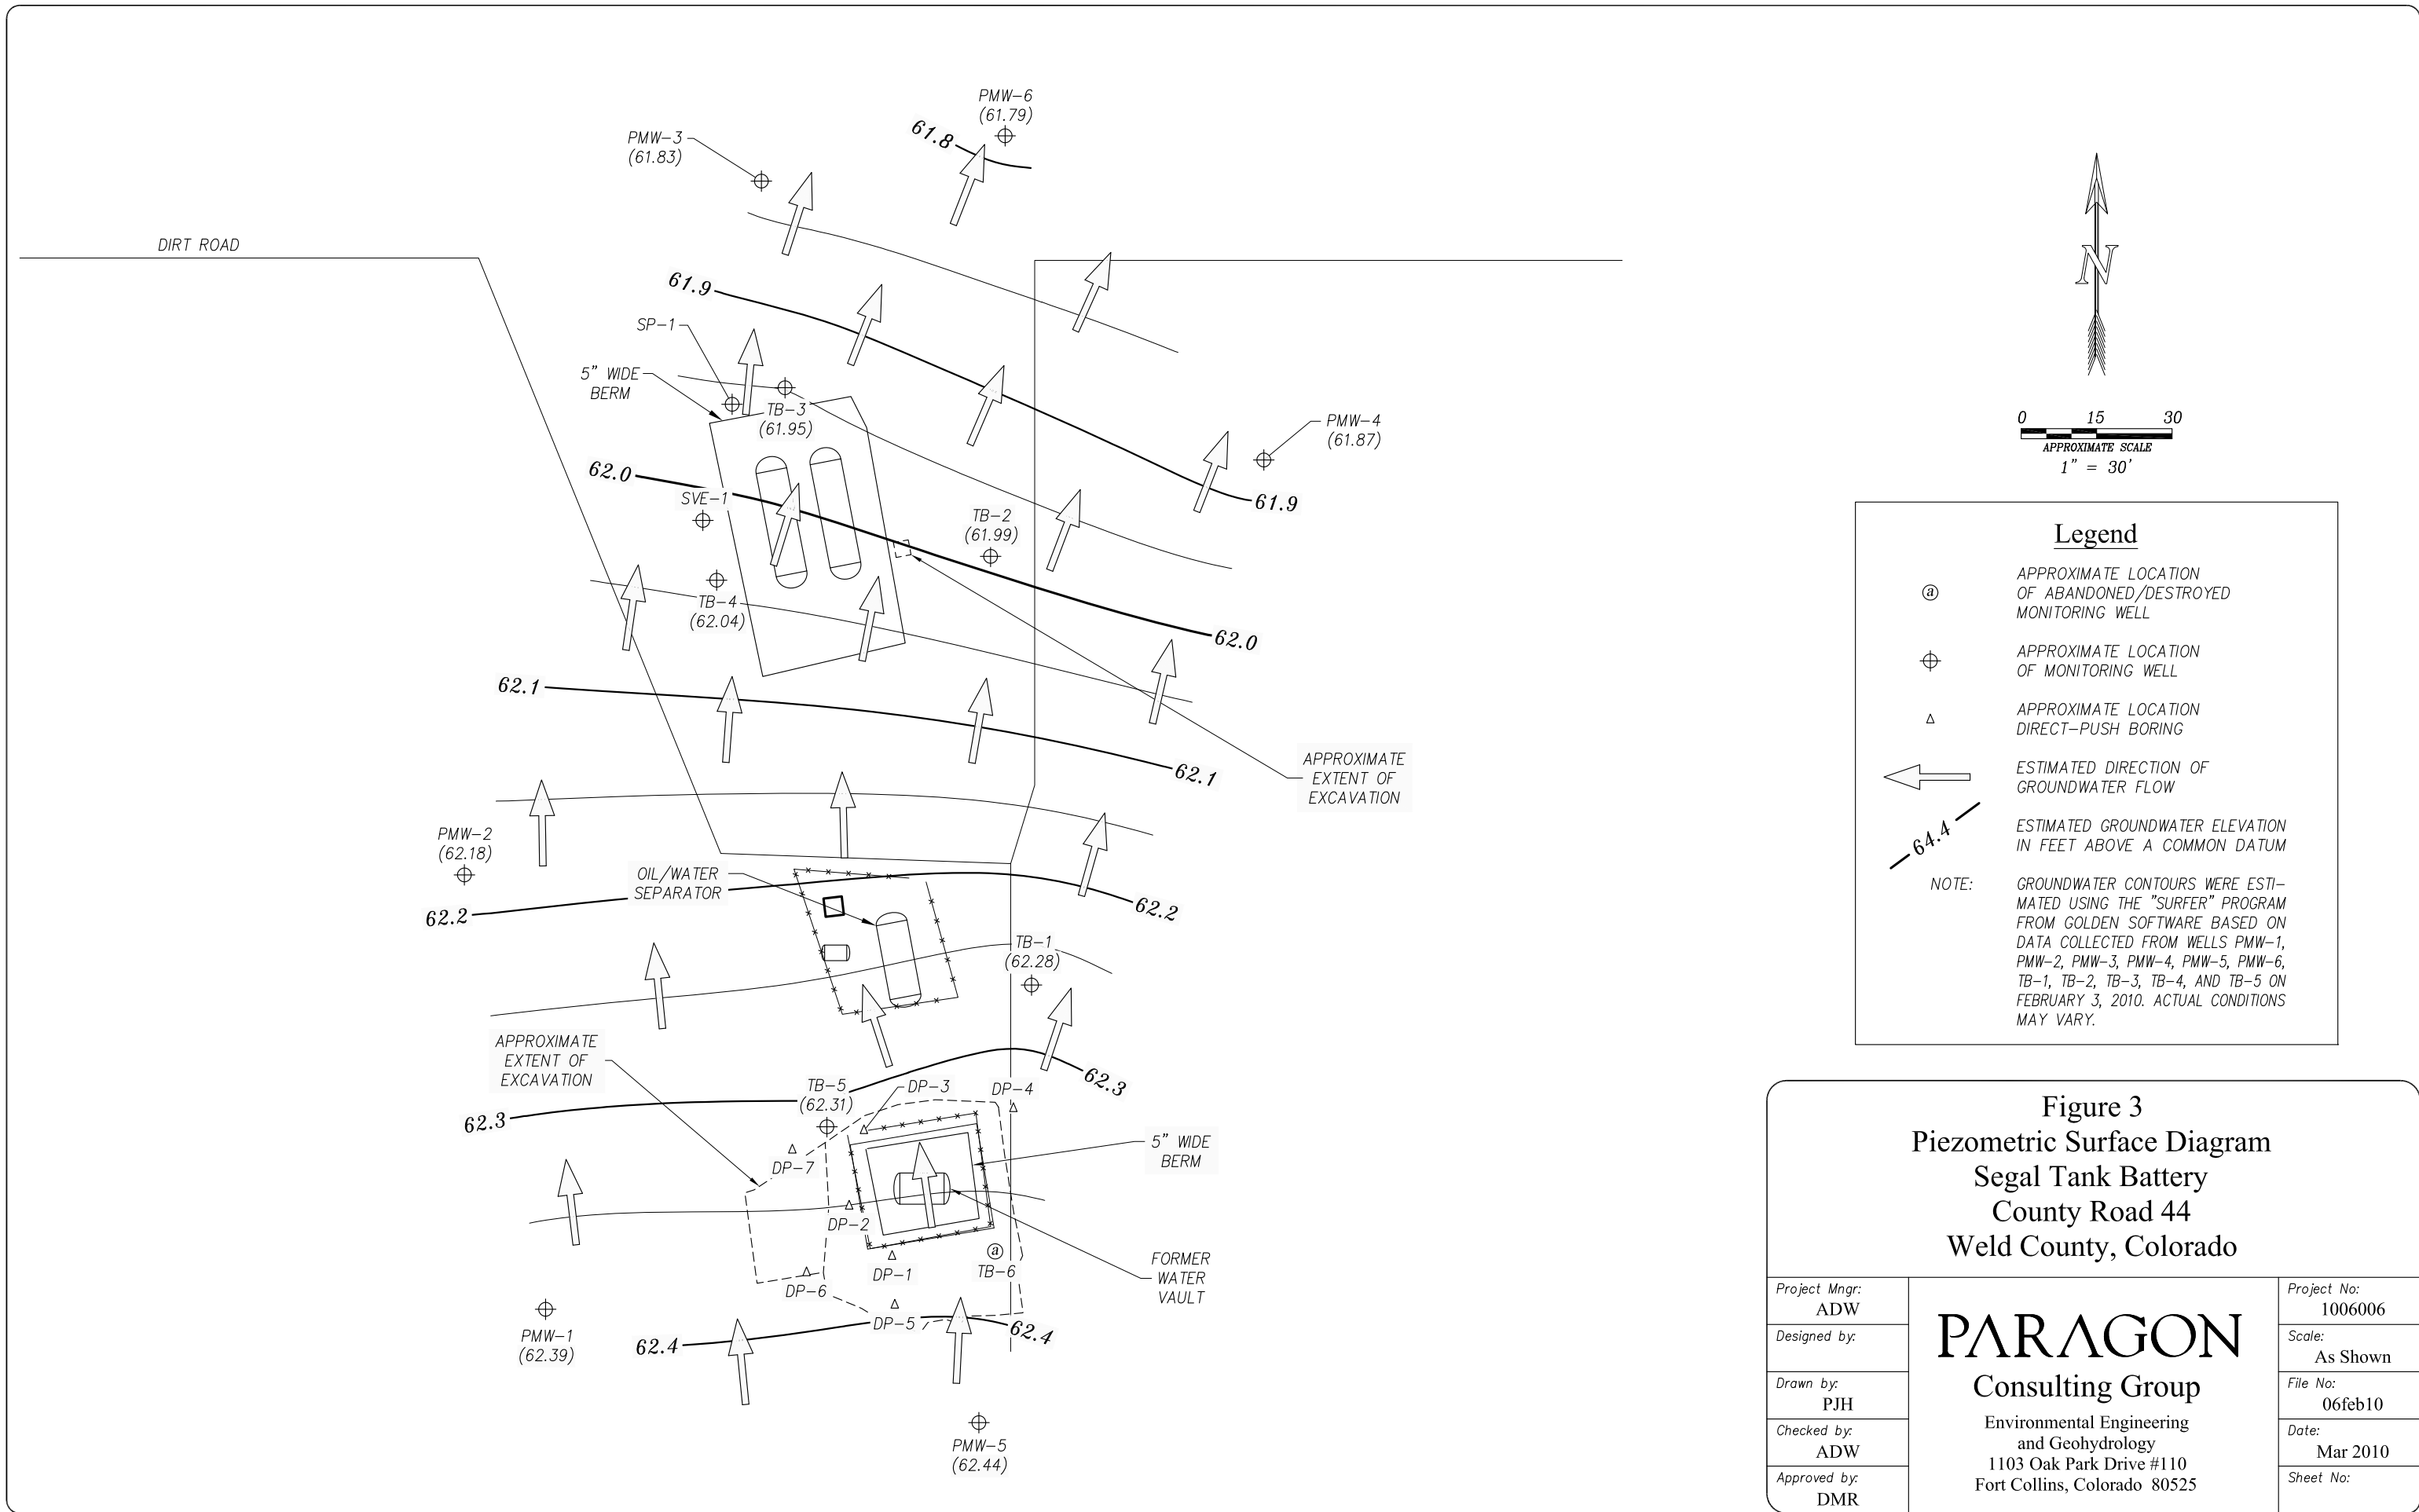 PMW-6
(61.79)
PMW-3
(61.83)
61.8
DIRT ROAD
61.9
SP-1
5" WIDE
BERM
TB-3
(61.95)
PMW-4
(61.87)
62.0
SVE-1
61.9
TB-2
(61.99)
TB-4
(62.04)
62.0
62.1
62.1
APPROXIMATE
EXTENT OF
EXCAVATION
PMW-2
(62.18)
OIL/WATER
SEPARATOR
62.2
62.2
TB-1
(62.28)
APPROXIMATE
EXTENT OF
EXCAVATION
62.3
TB-5
(62.31)
DP-3
DP-4
62.3
5" WIDE
BERM
DP-7
DP-2
DP-1
TB-6
a
DP-6
FORMER
WATER
VAULT
DP-5
PMW-1
(62.39)
62.4
62.4
PMW-5
(62.44)
N
0 15 30
APPROXIMATE SCALE
1" = 30'
Legend
a
APPROXIMATE LOCATION
OF ABANDONED/DESTROYED
MONITORING WELL
APPROXIMATE LOCATION
OF MONITORING WELL
APPROXIMATE LOCATION
DIRECT-PUSH BORING
ESTIMATED DIRECTION OF
GROUNDWATER FLOW
64.4
ESTIMATED GROUNDWATER ELEVATION
IN FEET ABOVE A COMMON DATUM
NOTE: GROUNDWATER CONTOURS WERE ESTI-
MATED USING THE "SURFER" PROGRAM
FROM GOLDEN SOFTWARE BASED ON
DATA COLLECTED FROM WELLS PMW-1,
PMW-2, PMW-3, PMW-4, PMW-5, PMW-6,
TB-1, TB-2, TB-3, TB-4, AND TB-5 ON
FEBRUARY 3, 2010. ACTUAL CONDITIONS
MAY VARY.
Figure 3
Piezometric Surface Diagram
Segal Tank Battery
County Road 44
Weld County, Colorado
Project Mngr:
ADW
Designed by:
Drawn by:
PJH
Checked by:
ADW
Approved by:
DMR
PARAGON
Consulting Group
Environmental Engineering
and Geohydrology
1103 Oak Park Drive #110
Fort Collins, Colorado 80525
Project No:
1006006
Scale:
As Shown
File No:
06feb10
Date:
Mar 2010
Sheet No: